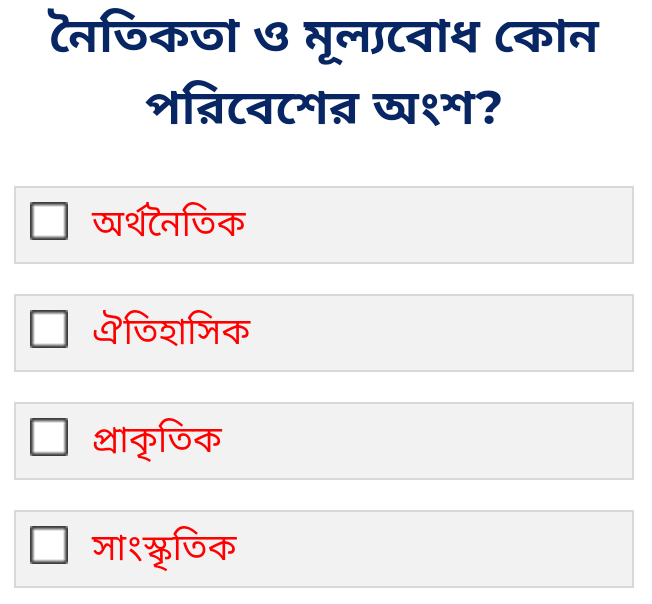 নৈতিকতা ও মূল্যবোধ কোন
পরিবেশের অংশ?
অর্থনৈতিক
ঐতিহাসিক
প্রাকৃতিক
সাংস্কৃতিক